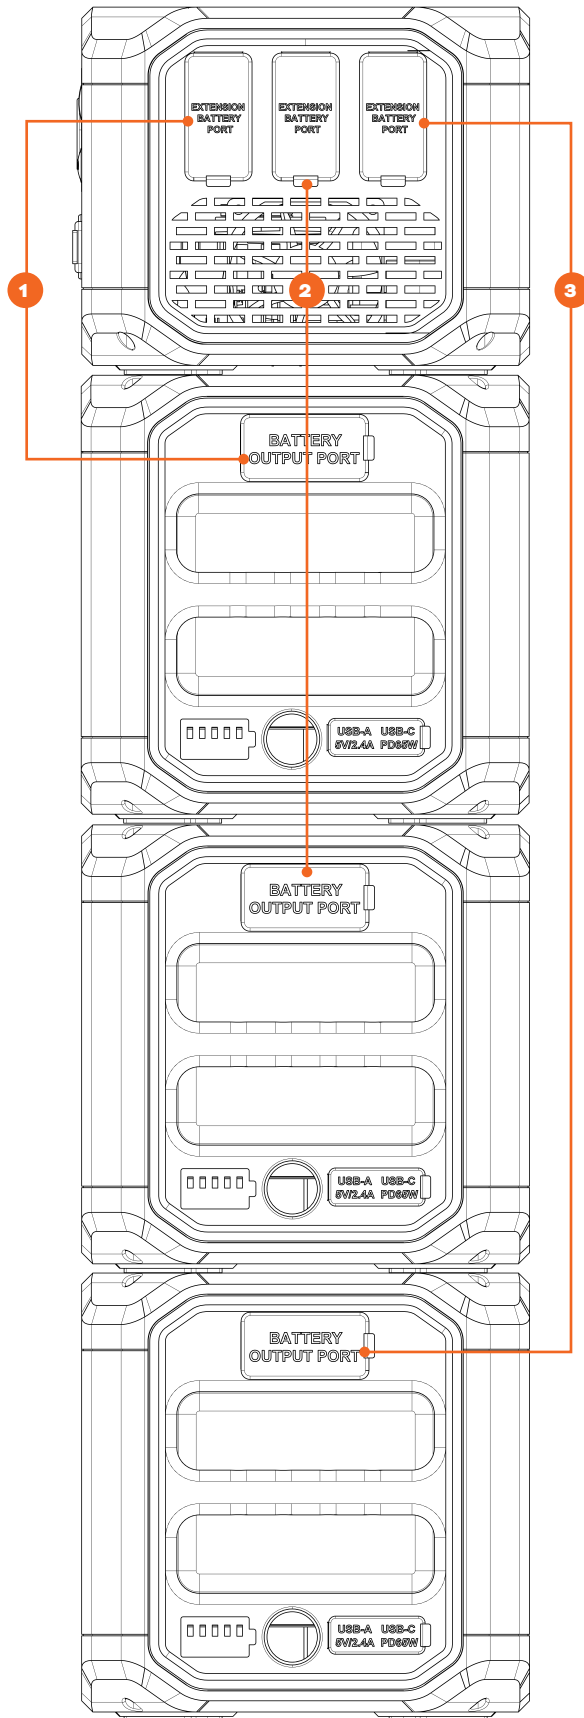 EXTENSION
BATTERY
PORT
EXTENSION
BATTERY
PORT
EXTENSION
BATTERY
PORT
1
2
3
BATTERY
OUTPUT PORT
USB-A USB-C
5V/2.4A PD65W
BATTERY
OUTPUT PORT
USB-A USB-C
5V/2.4A PD65W
BATTERY
OUTPUT PORT
USB-A USB-C
5V/2.4A PD65W